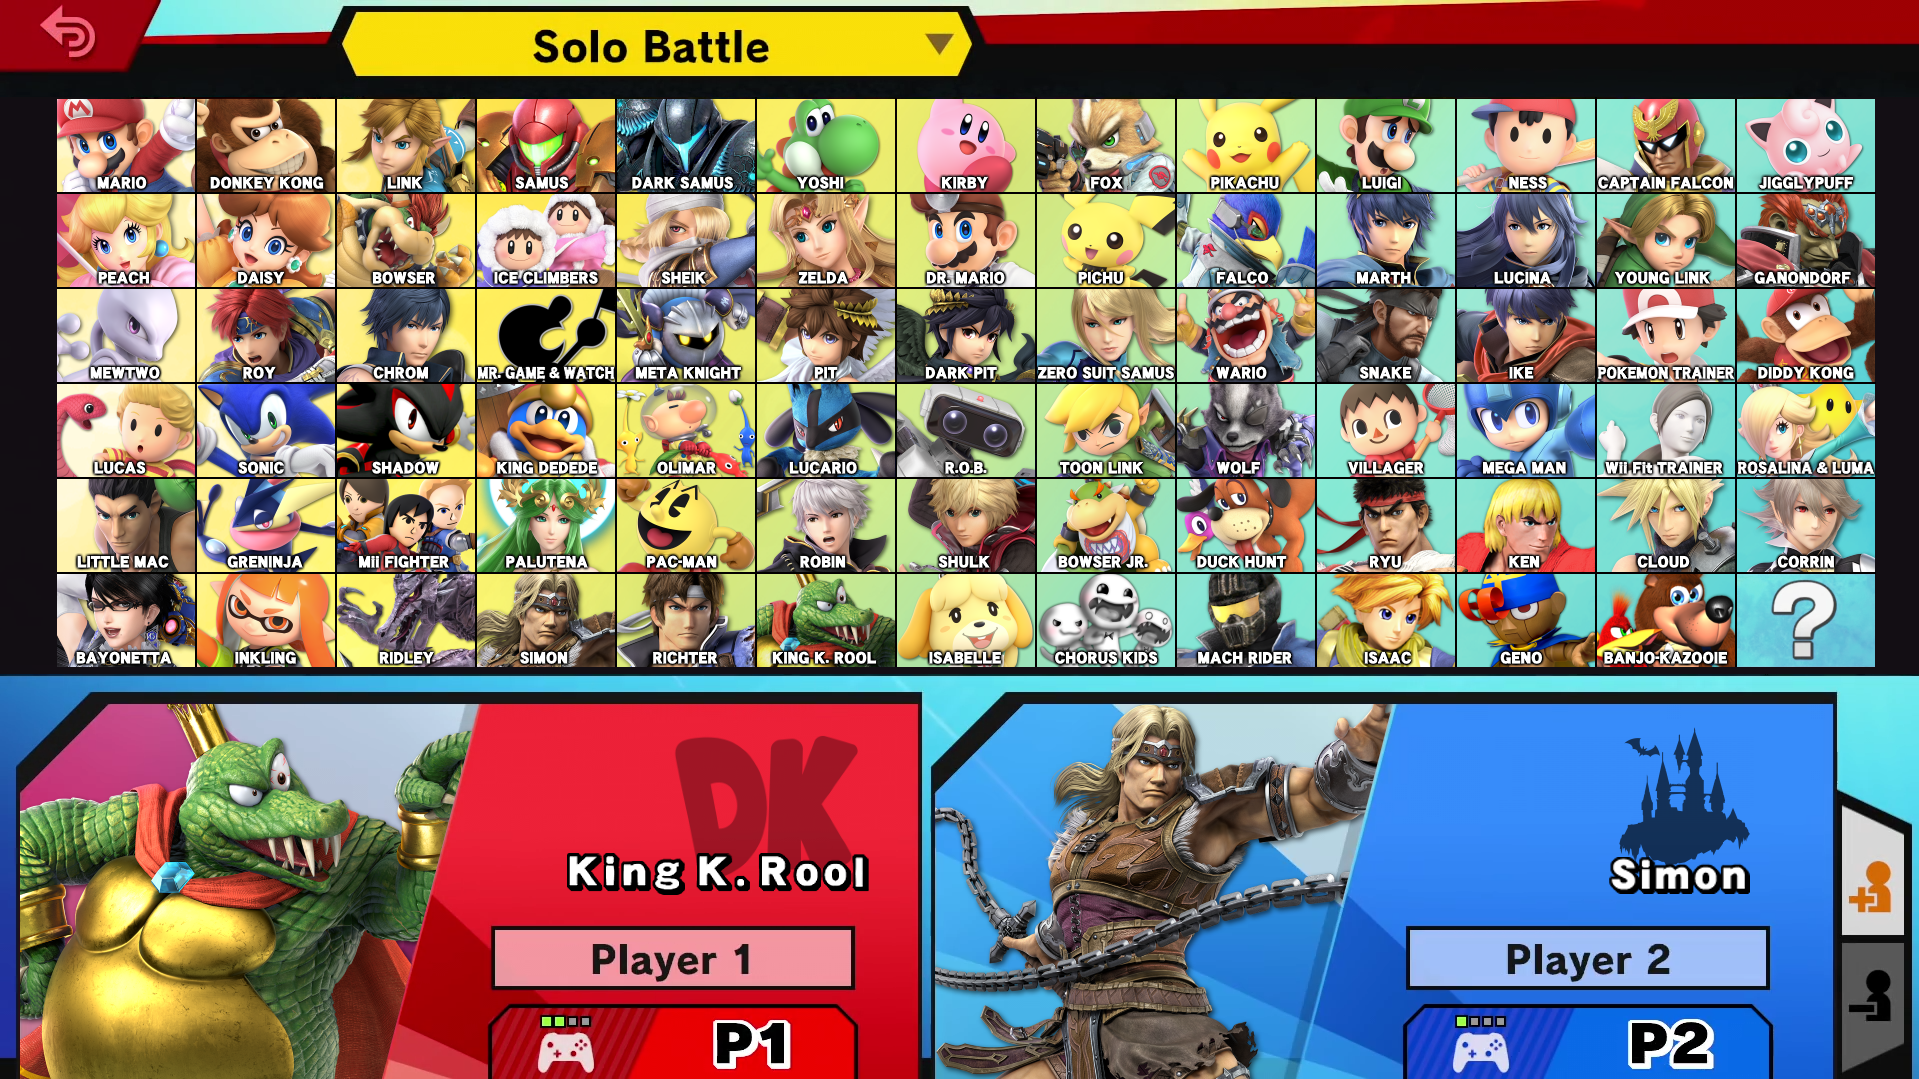 Solo Battle
MARIO
DONKEY KONG
LINK
SAMUS
DARK SAMUS
YOSHI
KIRBY
FOX
PIKACHU
LUIGI
NESS
CAPTAIN FALCON
JIGGLYPUFF
PEACH
DAISY
BOWSER
ICE CLIMBERS
SHEIK
ZELDA
DR. MARIO
PICHU
FALCO
MARTH
LUCINA
YOUNG LINK
GANONDORF
MEWTWO
ROY
CHROM
MR. GAME & WATCH
META KNIGHT
PIT
DARK PIT
ZERO SUIT SAMUS
WARIO
SNAKE
IKE
POKEMON TRAINER
DIDDY KONG
LUCAS
SONIC
SHADOW
KING DEDEDE
OLIMAR
LUCARIO
R.O.B.
TOON LINK
WOLF
VILLAGER
MEGA MAN
Wii Fit TRAINER
ROSALINA & LUMA
LITTLE MAC
GRENINJA
Mii FIGHTER
PALUTENA
PAC-MAN
ROBIN
SHULK
BOWSER JR.
DUCK HUNT
RYU
KEN
CLOUD
CORRIN
BAYONETTA
INKLING
RIDLEY
SIMON
RICHTER
KING K. ROOL
ISABELLE
CHORUS KIDS
MACH RIDER
ISAAC
GENO
BANJO-KAZOOIE
?
DK
King K. Rool
Player 1
P1
Simon
Player 2
P2